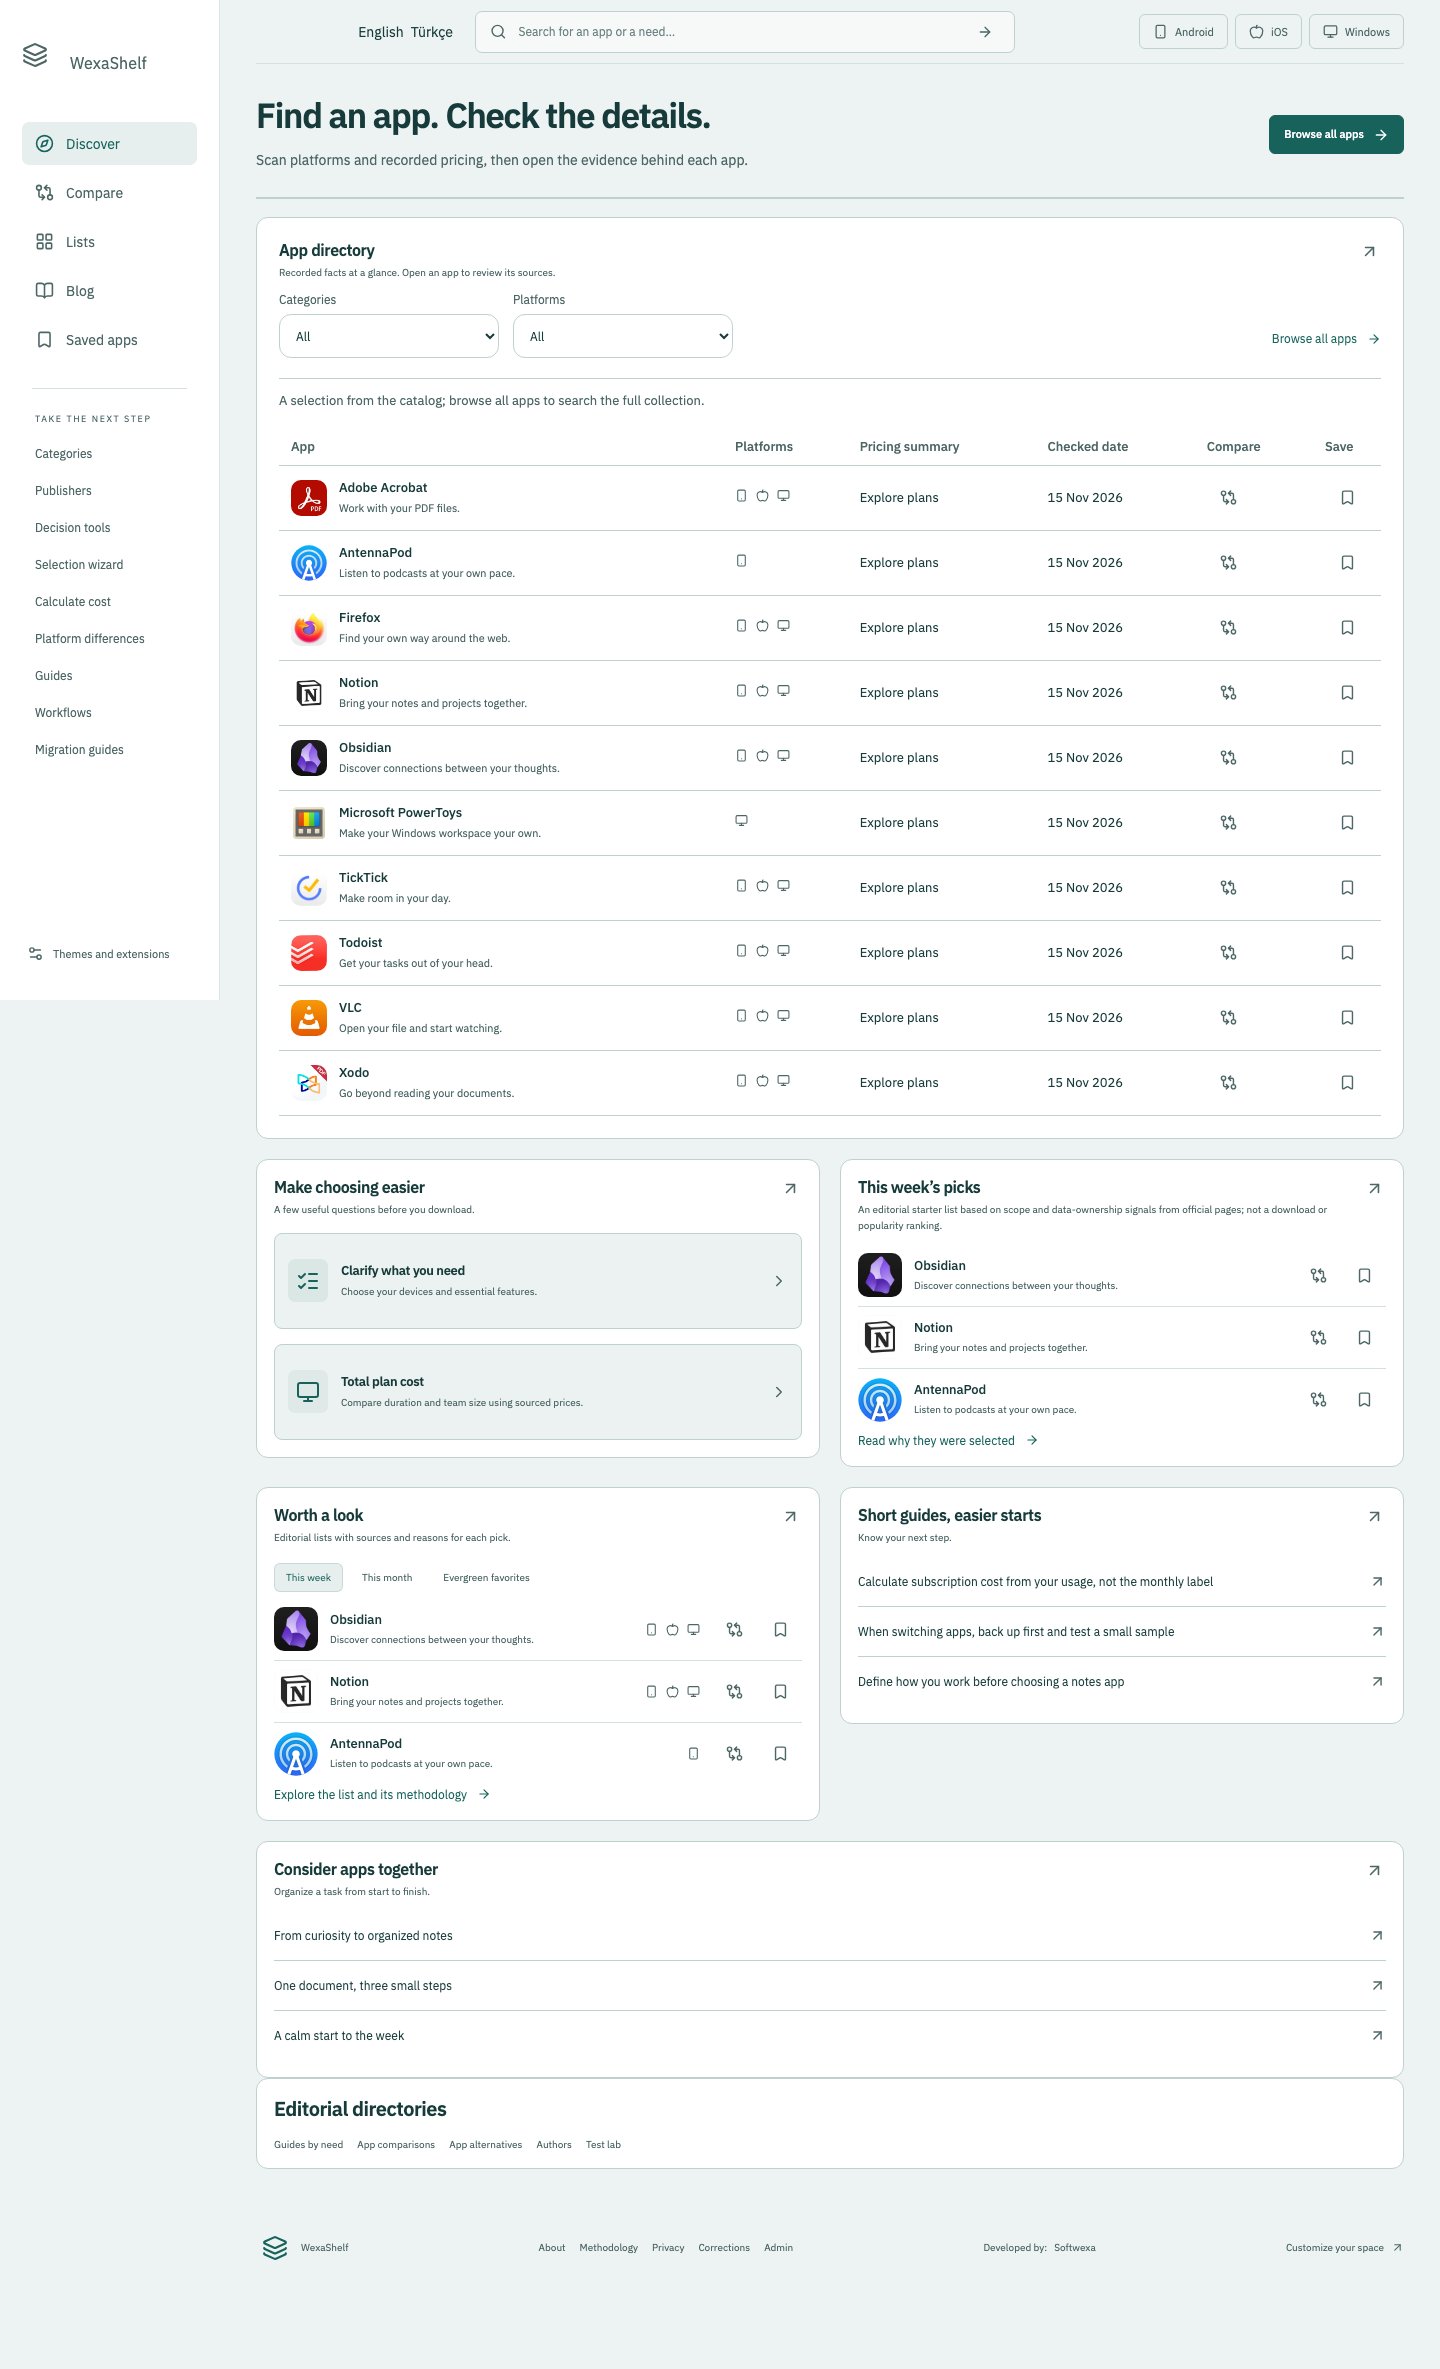 WexaShelf
Discover
Compare
Lists
Blog
Saved apps
TAKE THE NEXT STEP
Categories
Publishers
Decision tools
Selection wizard
Calculate cost
Platform differences
Guides
Workflows
Migration guides
Themes and extensions
English Türkçe
Search for an app or a need...
Android
iOS
Windows
Find an app. Check the details.
Scan platforms and recorded pricing, then open the evidence behind each app.
Browse all apps
App directory
Recorded facts at a glance. Open an app to review its sources.
Categories
Platforms
All
All
Browse all apps
A selection from the catalog; browse all apps to search the full collection.
App Platforms Pricing summary Checked date Compare Save
PDF
Adobe Acrobat
Work with your PDF files.
Explore plans 15 Nov 2026
AntennaPod
Listen to podcasts at your own pace.
Explore plans 15 Nov 2026
Firefox
Find your own way around the web.
Explore plans 15 Nov 2026
Notion
Bring your notes and projects together.
Explore plans 15 Nov 2026
Obsidian
Discover connections between your thoughts.
Explore plans 15 Nov 2026
Microsoft PowerToys
Make your Windows workspace your own.
Explore plans 15 Nov 2026
TickTick
Make room in your day.
Explore plans 15 Nov 2026
Todoist
Get your tasks out of your head.
Explore plans 15 Nov 2026
VLC
Open your file and start watching.
Explore plans 15 Nov 2026
Xodo
Go beyond reading your documents.
Explore plans 15 Nov 2026
Make choosing easier
A few useful questions before you download.
Clarify what you need
Choose your devices and essential features.
Total plan cost
Compare duration and team size using sourced prices.
This week’s picks
An editorial starter list based on scope and data-ownership signals from official pages; not a download or
popularity ranking.
Obsidian
Discover connections between your thoughts.
Notion
Bring your notes and projects together.
AntennaPod
Listen to podcasts at your own pace.
Read why they were selected
Worth a look
Editorial lists with sources and reasons for each pick.
This week This month Evergreen favorites
Obsidian
Discover connections between your thoughts.
Notion
Bring your notes and projects together.
AntennaPod
Listen to podcasts at your own pace.
Explore the list and its methodology
Short guides, easier starts
Know your next step.
Calculate subscription cost from your usage, not the monthly label
When switching apps, back up first and test a small sample
Define how you work before choosing a notes app
Consider apps together
Organize a task from start to finish.
From curiosity to organized notes
One document, three small steps
A calm start to the week
Editorial directories
Guides by need App comparisons App alternatives Authors Test lab
WexaShelf
About Methodology Privacy Corrections Admin
Developed by: Softwexa
Customize your space